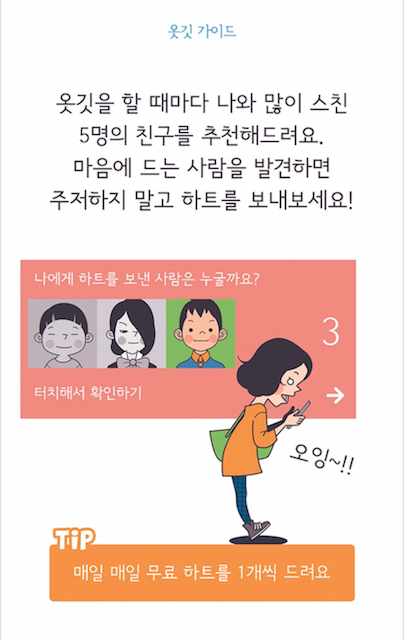 옷깃 가이드
옷깃을 할 때마다 나와 많이 스친
5명의 친구를 추천해드려요.
마음에 드는 사람을 발견하면
주저하지 말고 하트를 보내보세요!
나에게 하트를 보낸 사람은 누굴까요?
3
터치해서 확인하기
오잉~!!
TiP
매일 매일 무료 하트를 1개씩 드려요